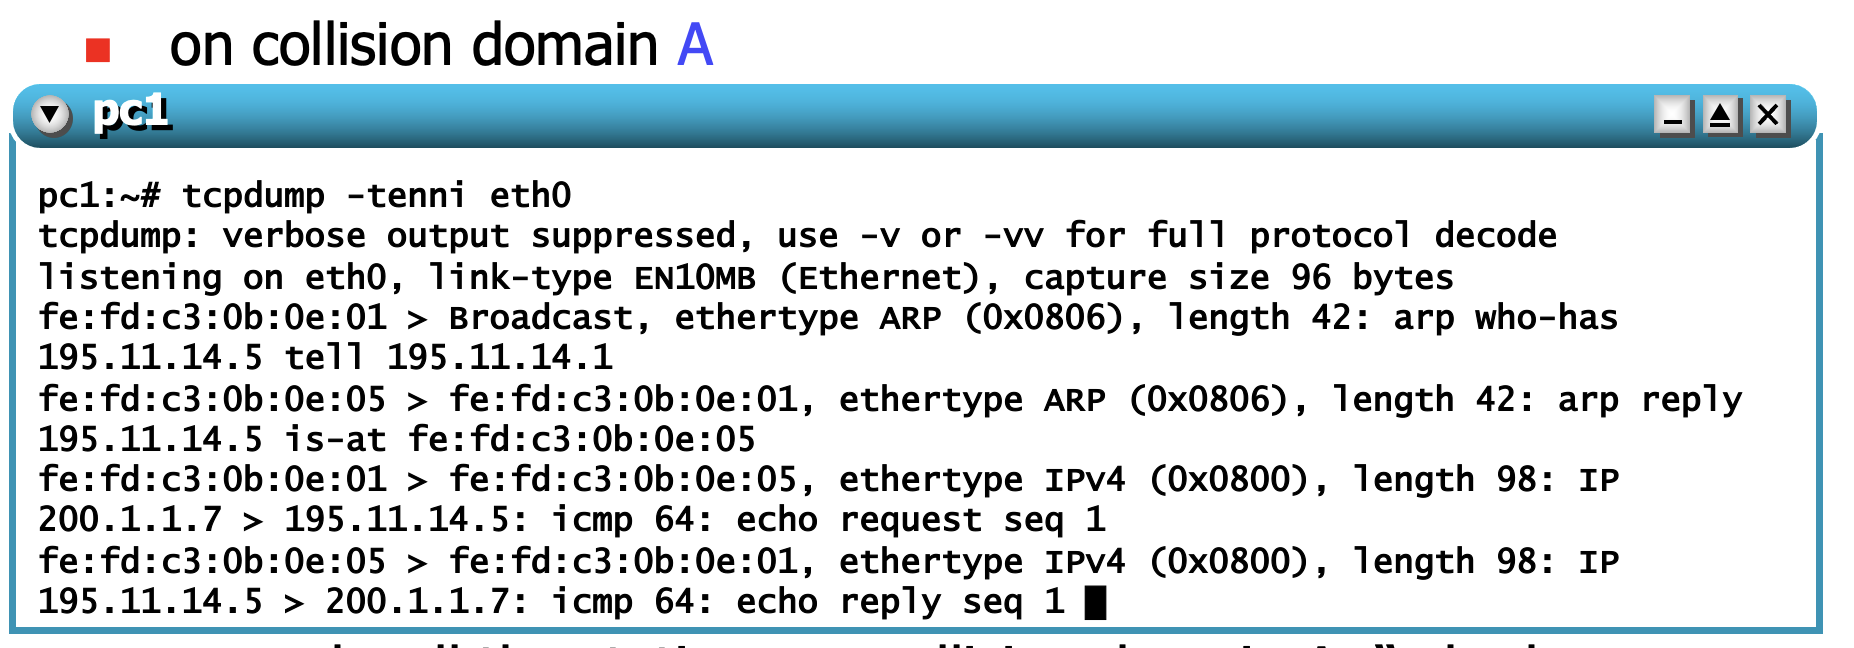 on collision domain A
pc1
pc1:~# tcpdump -tenni eth0
tcpdump: verbose output suppressed, use -v or -vv for full protocol decode
listening on eth0, link-type EN10MB (Ethernet), capture size 96 bytes
fe:fd:c3:0b:0e:01 > Broadcast, ethertype ARP (0x0806), length 42: arp who-has
195.11.14.5 tell 195.11.14.1
fe:fd:c3:0b:0e:05 > fe:fd:c3:0b:0e:01, ethertype ARP (0x0806), length 42: arp reply
195.11.14.5 is-at fe:fd:c3:0b:0e:05
fe:fd:c3:0b:0e:01 > fe:fd:c3:0b:0e:05, ethertype IPv4 (0x0800), length 98: IP
200.1.1.7 > 195.11.14.5: icmp 64: echo request seq 1
fe:fd:c3:0b:0e:05 > fe:fd:c3:0b:0e:01, ethertype IPv4 (0x0800), length 98: IP
195.11.14.5 > 200.1.1.7: icmp 64: echo reply seq 1